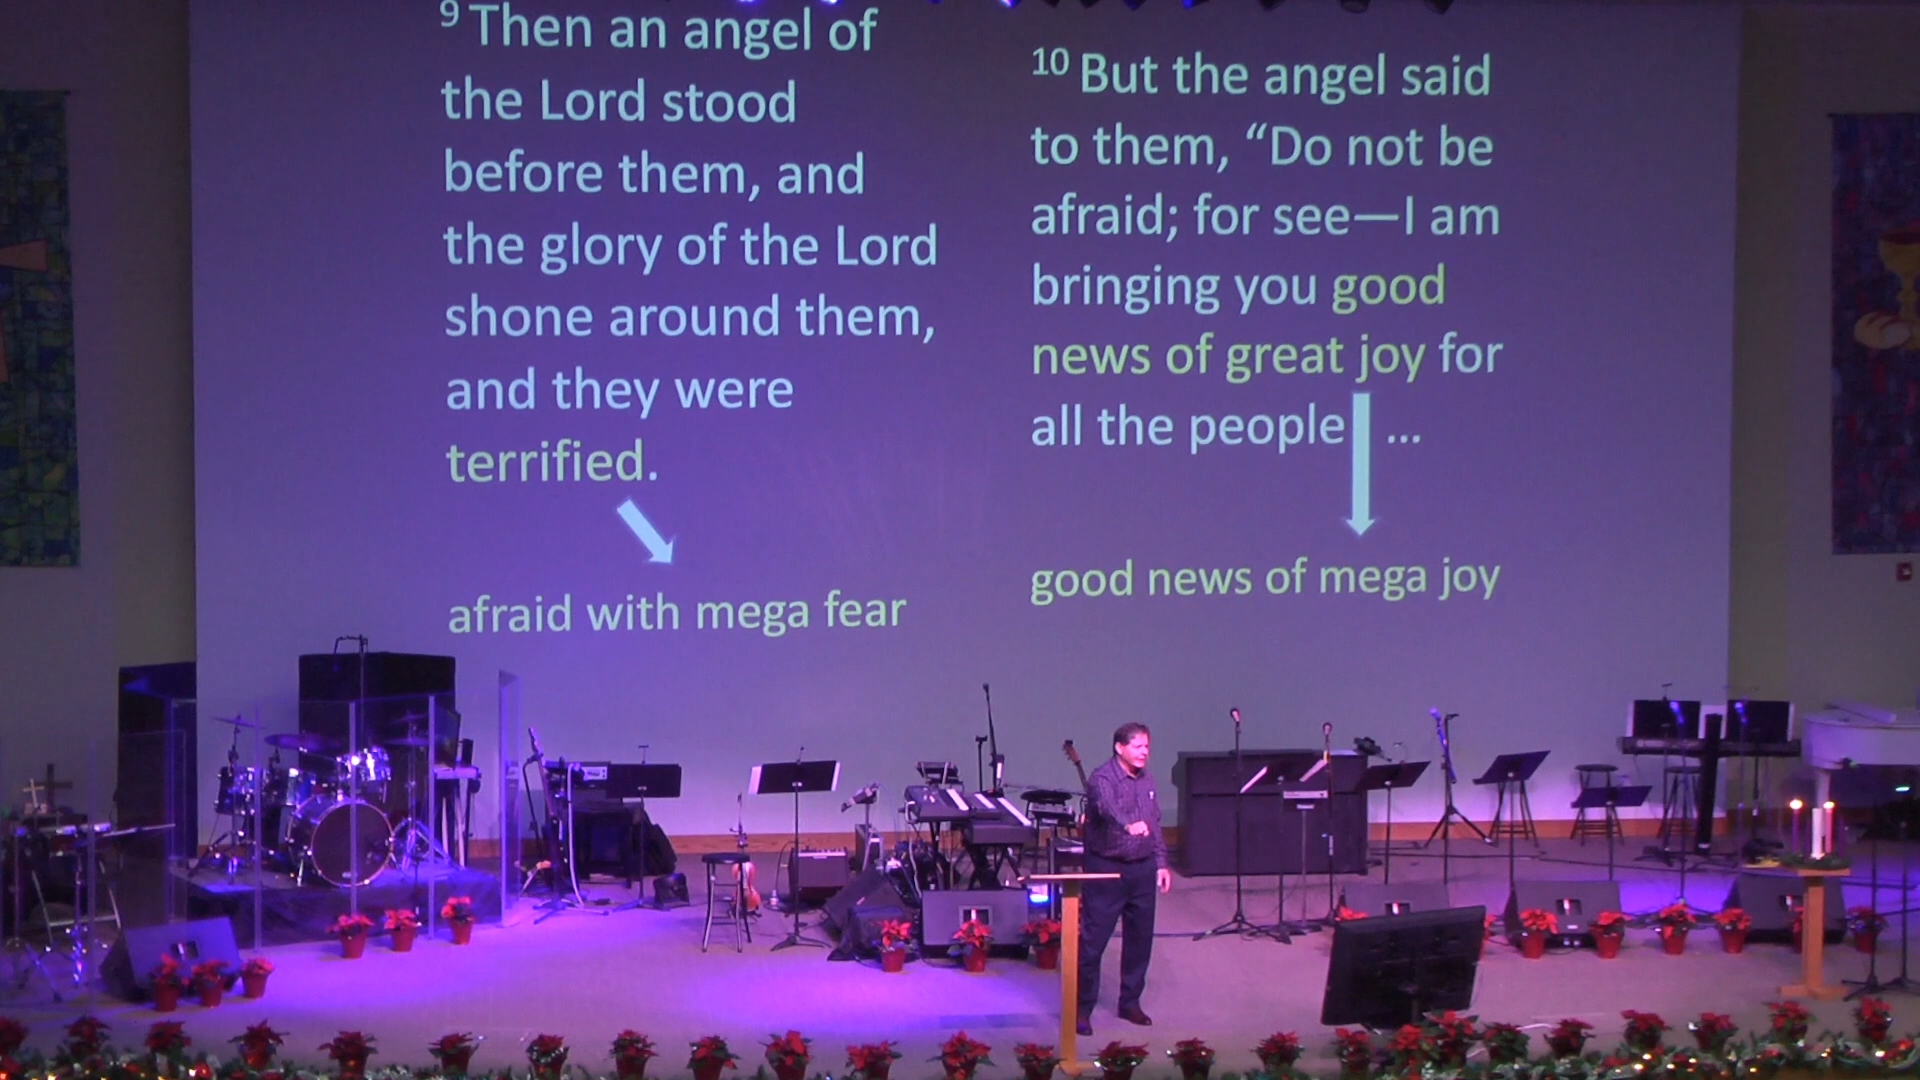 9 Then an angel of
the Lord stood
before them, and
the glory of the Lord
shone around them,
and they were
terrified.
afraid with mega fear
10 But the angel said
to them, “Do not be
afraid; for see—I am
bringing you good
news of great joy for
all the people ...
good news of mega joy